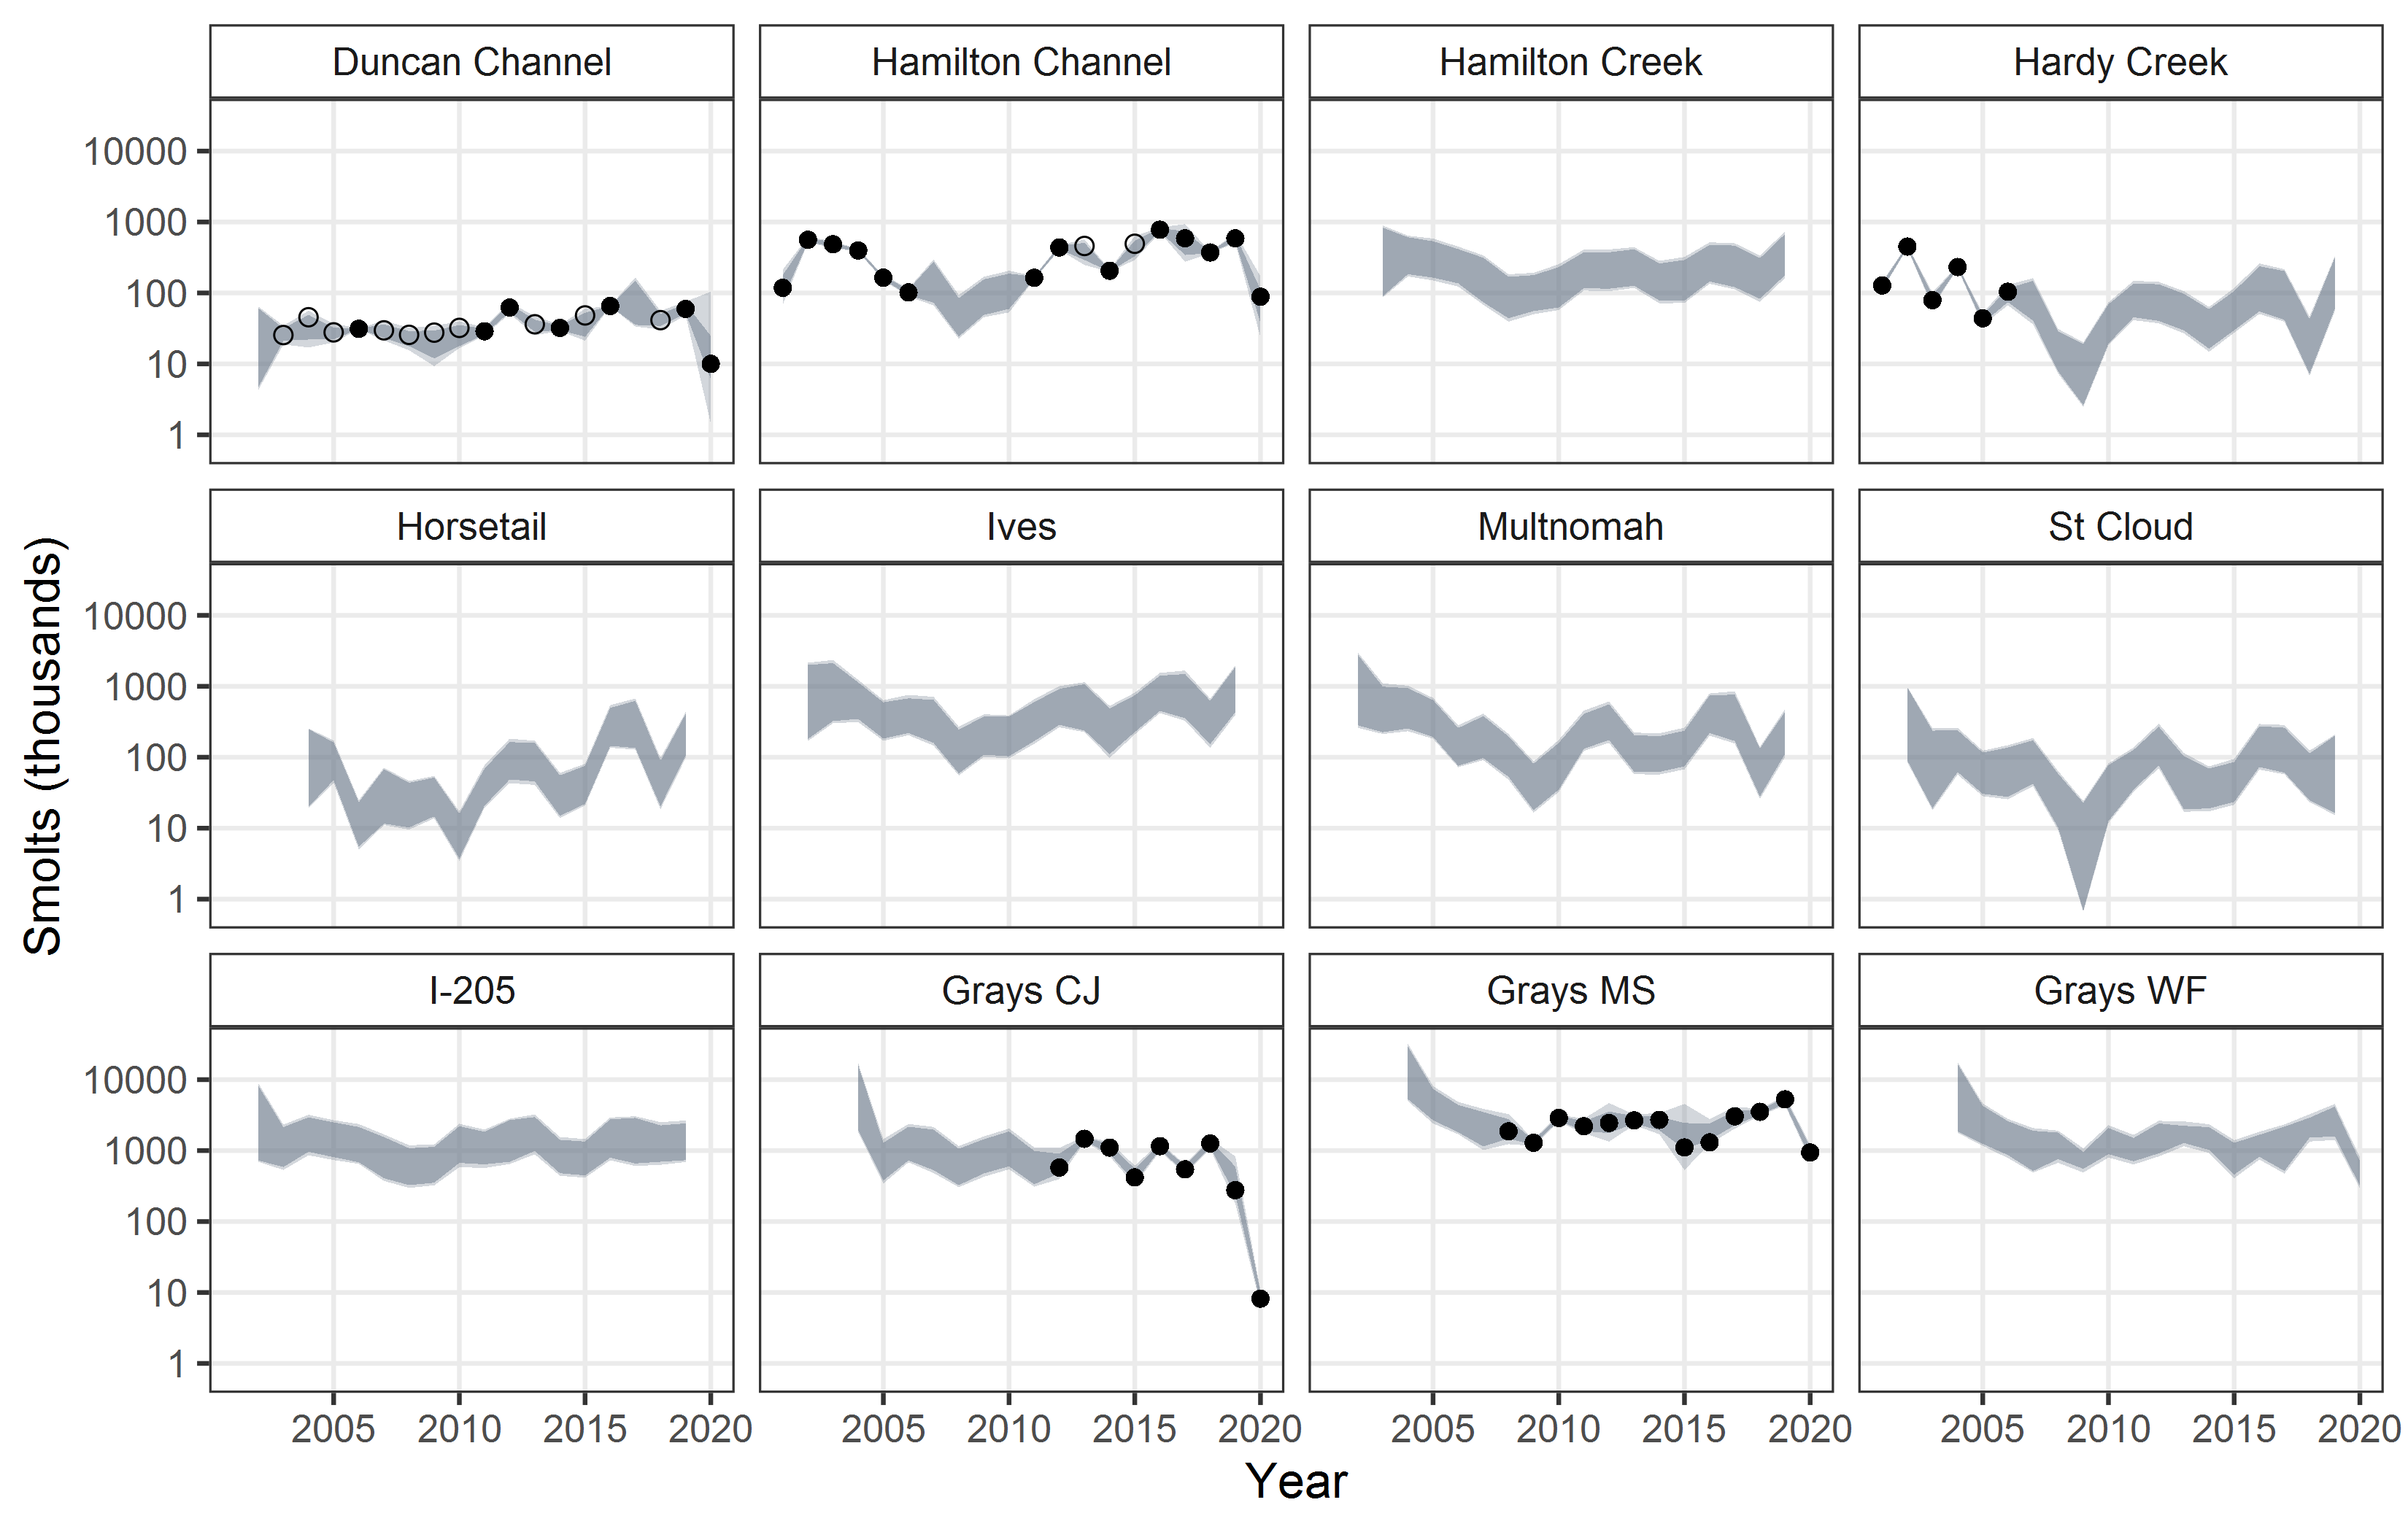 Duncan Channel Hamilton Channel Hamilton Creek Hardy Creek
10000
1000
100
10
1
Horsetail Ives Multnomah St Cloud
10000
1000
100
10
1
I-205 Grays CJ Grays MS Grays WF
10000
1000
100
10
1
2005 2010 2015 2020 2005 2010 2015 2020 2005 2010 2015 2020 2005 2010 2015 2020
Year
Smolts (thousands)